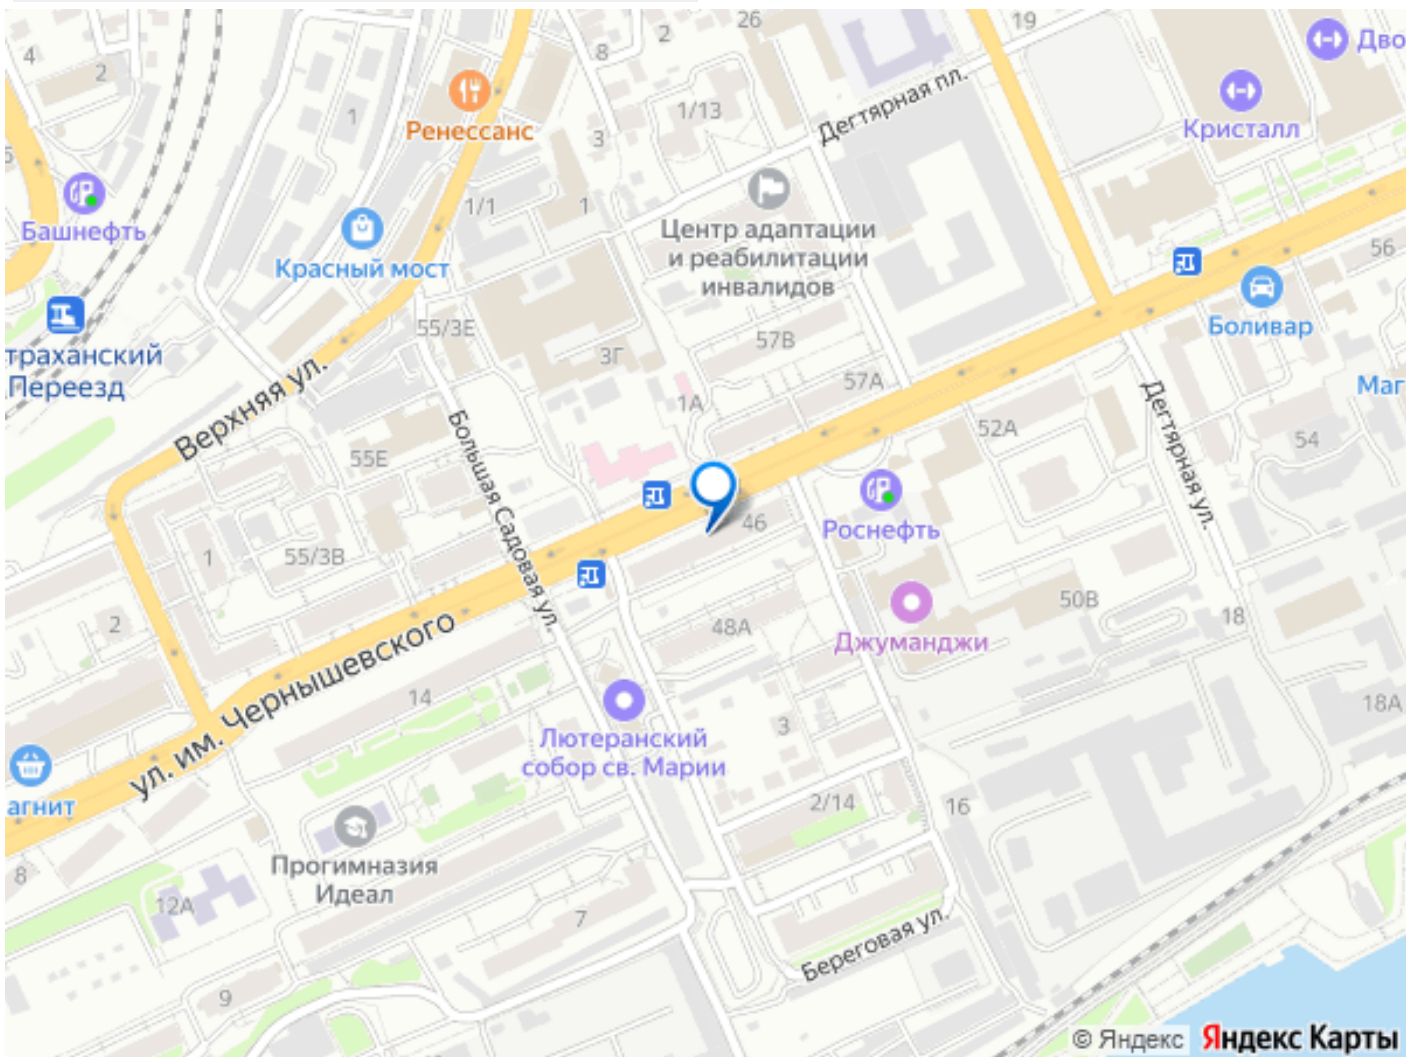 26
19
4
2
2
8
Дво
1
Ренессанс
1/13
3
Дегтярная пл.
Кристалл
Башнефть
1/1
1
Красный мост
Центр адаптации
и реабилитации
инвалидов
56
Боливар
55/3Е
3Г
57В
траханский
Переезд
Верхняя ул.
57А
1А
Маг
Большая Садовая ул.
Дегтярная ул.
52А
54
55Е
46
Роснефть
1
55/3В
50В
18
2
48А
Джуманджи
ул. им. Чернышевского
14
18А
3
Лютеранский
собор св. Марии
агнит
2/14
16
8
Прогимназия
Идеал
12А
7
Береговая ул.
9
© Яндекс Яндекс Карты